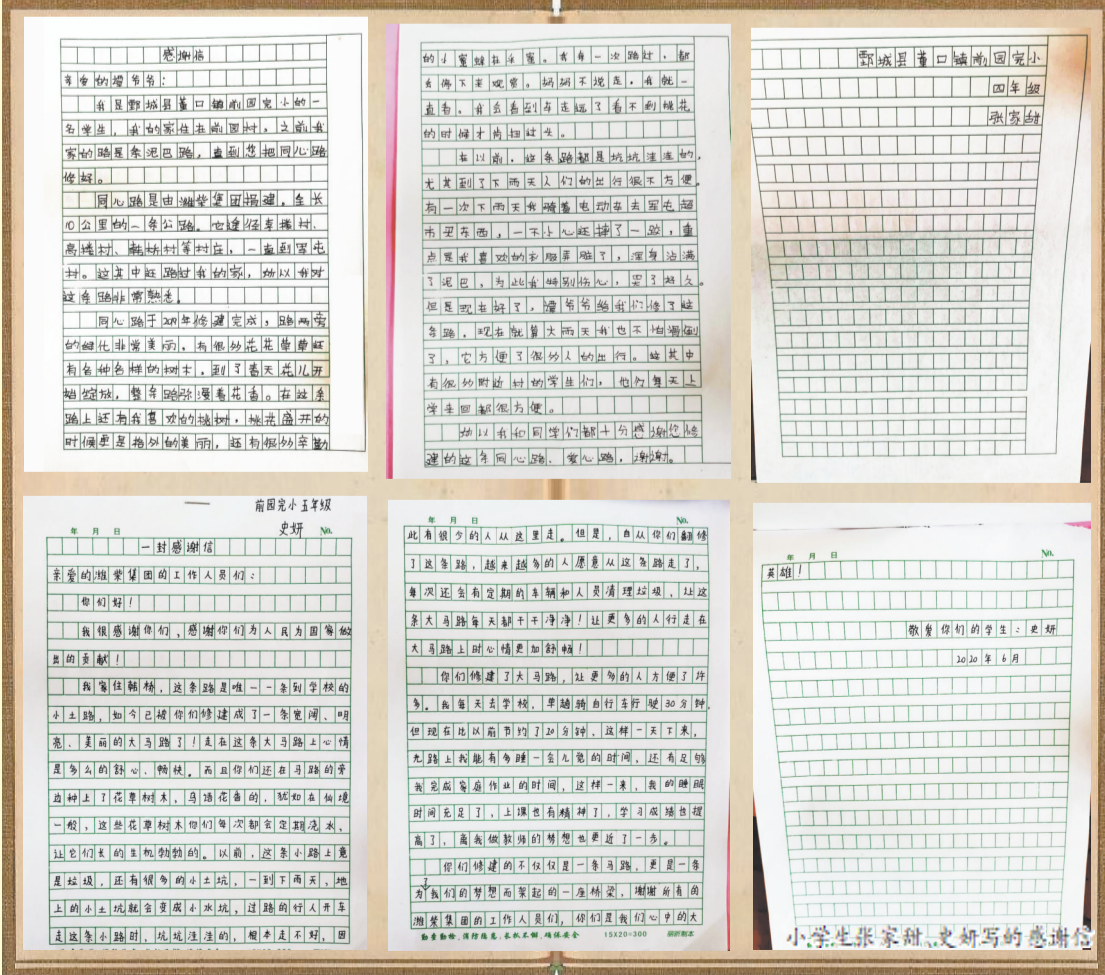 感谢信
亲爱的潭爷爷：
我是鄄城县董口镇前园完小的一
名学生，我的家住在前园村，之前我
家的路是条泥巴路，直到您把同心路
修好。
同心路是由潍柴集团捐建，全长
10公里的一条公路。它途径李楼村、
高楼村、韩桥村等村庄，一直到军屯
村。这其中还路过我的家，所以我对
这条路非常熟悉。
同心路于2019年修建完成，路两旁
的绿化非常美丽，有很多花花草草还
有各种各样的树木，到了春天花儿开
始绽放，整条路弥漫着花香。在这条
路上还有我喜欢的桃树，桃花盛开的
时候更是格外的美丽，还有很多辛勤
的小蜜蜂在采蜜。我每一次路过，都
会停下来观赏。妈妈不说走，我就一
直看。我会看到车走远了看不到桃花
的时候才肯扭过头。
在以前，这条路都是坑坑洼洼的，
尤其到了下雨天人们的出行很不方便。
有一次下雨天我骑着电动车去军屯超
市买东西，一不小心还摔了一跤，重
点是我喜欢的衣服弄脏了，浑身沾满
了泥巴，为此我特别伤心，哭了好久。
但是现在好了，潭爷爷给我们修了这
条路，现在就算大雨天我也不怕滑倒
了，它方便了很多人的出行。这其中
有很多附近村的学生们，他们每天上
学来回都很方便。
所以我和同学们都十分感谢您修
建的这条同心路、爱心路，谢谢。
鄄城县董口镇前园完小
四年级
张家甜
前园完小五年级
史妍
年 月 日 No.
一封感谢信
亲爱的潍柴集团的工作人员们：
你们好！
我很感谢你们，感谢你们为人民为国家做
出的贡献！
我家住韩桥，这条路是唯一一条到学校的
小土路，如今已被你们修建成了一条宽阔、明
亮、美丽的大马路了！走在这条大马路上心情
是多么的舒心、畅快。而且你们还在马路的旁
边种上了花草树木，鸟语花香的，犹如在仙境
一般，这些花草树木你们每次都会定期浇水，
让它们长的生机勃勃的。以前，这条小路上竟
是垃圾，还有很多的小土坑，一到下雨天，地
上的小土坑就会变成小水坑，过路的行人开车
走这条小路时，坑坑洼洼的，根本走不好，因
年 月 日 No.
此有很少的人从这里走。但是，自从你们翻修
了这条路，越来越多的人愿意从这条路走了，
每次还会有定期的车辆和人员清理垃圾，让这
条大马路每天都干干净净！让更多的人行走在
大马路上时心情更加舒畅！
你们修建了大马路，让更多的人方便了许
多。我每天去学校，单趟骑自行车行驶30分钟，
但现在比以前节约了20分钟、这样一天下来，
光路上我能有多睡一会儿觉的时间，还有足够
我完成家庭作业的时间，这样一来，我的睡眠
时间充足了，上课也有精神了，学习成绩也提
高了，离我做教师的梦想也更近了一步。
你们修建的不仅仅是一条马路，更是一条
为了我们的梦想而架起的一座桥梁，谢谢所有的
潍柴集团的工作人员们，你们是我们心中的大
15X20=300
年 月 日 No.
英雄！
敬爱你们的学生：史妍
2020年6月
小学生张家甜、史妍写的感谢信